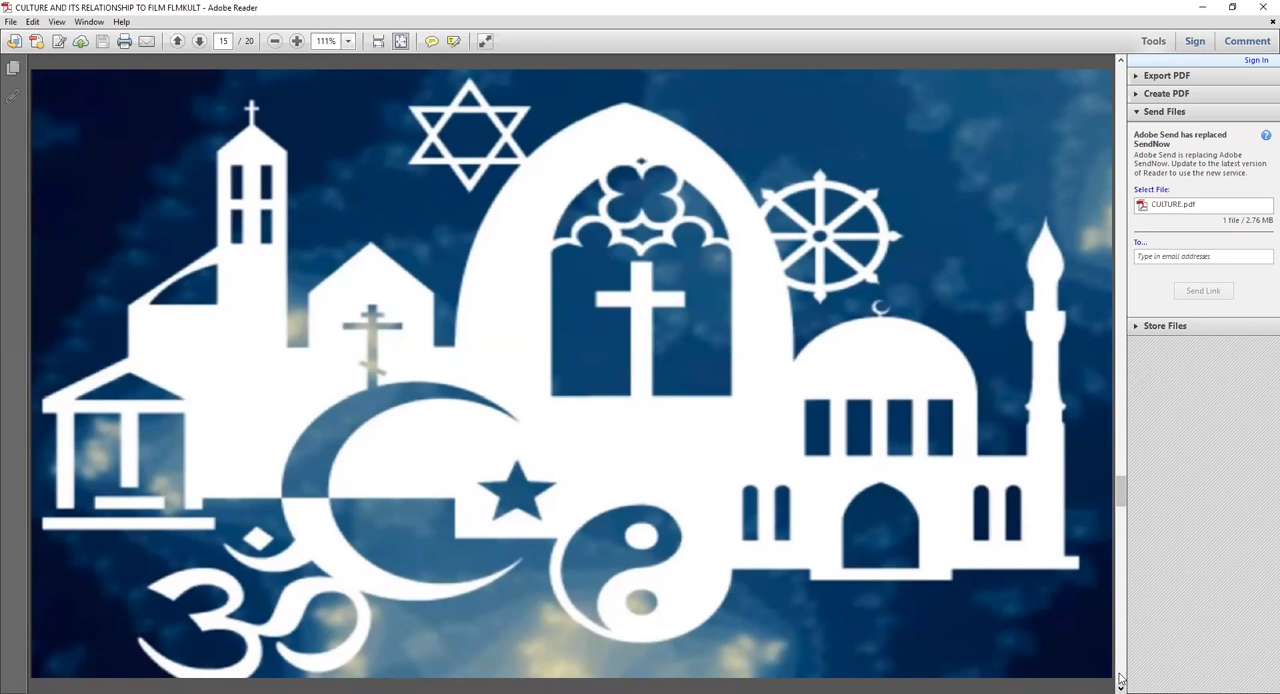 CULTURE AND ITS RELATIONSHIP TO FILM FLMKULT - Adobe Reader
File Edit View Window Help
15 / 20 111% Tools Sign Comment
Sign In
Export PDF
Create PDF
Send Files
Adobe Send has replaced
SendNow
Adobe Send is replacing Adobe
SendNow. Update to the latest version
of Reader to use the new service.
Select File:
CULTURE.pdf
1 file / 2.76 MB
To...
Type in email addresses
Send Link
Store Files
ॐ